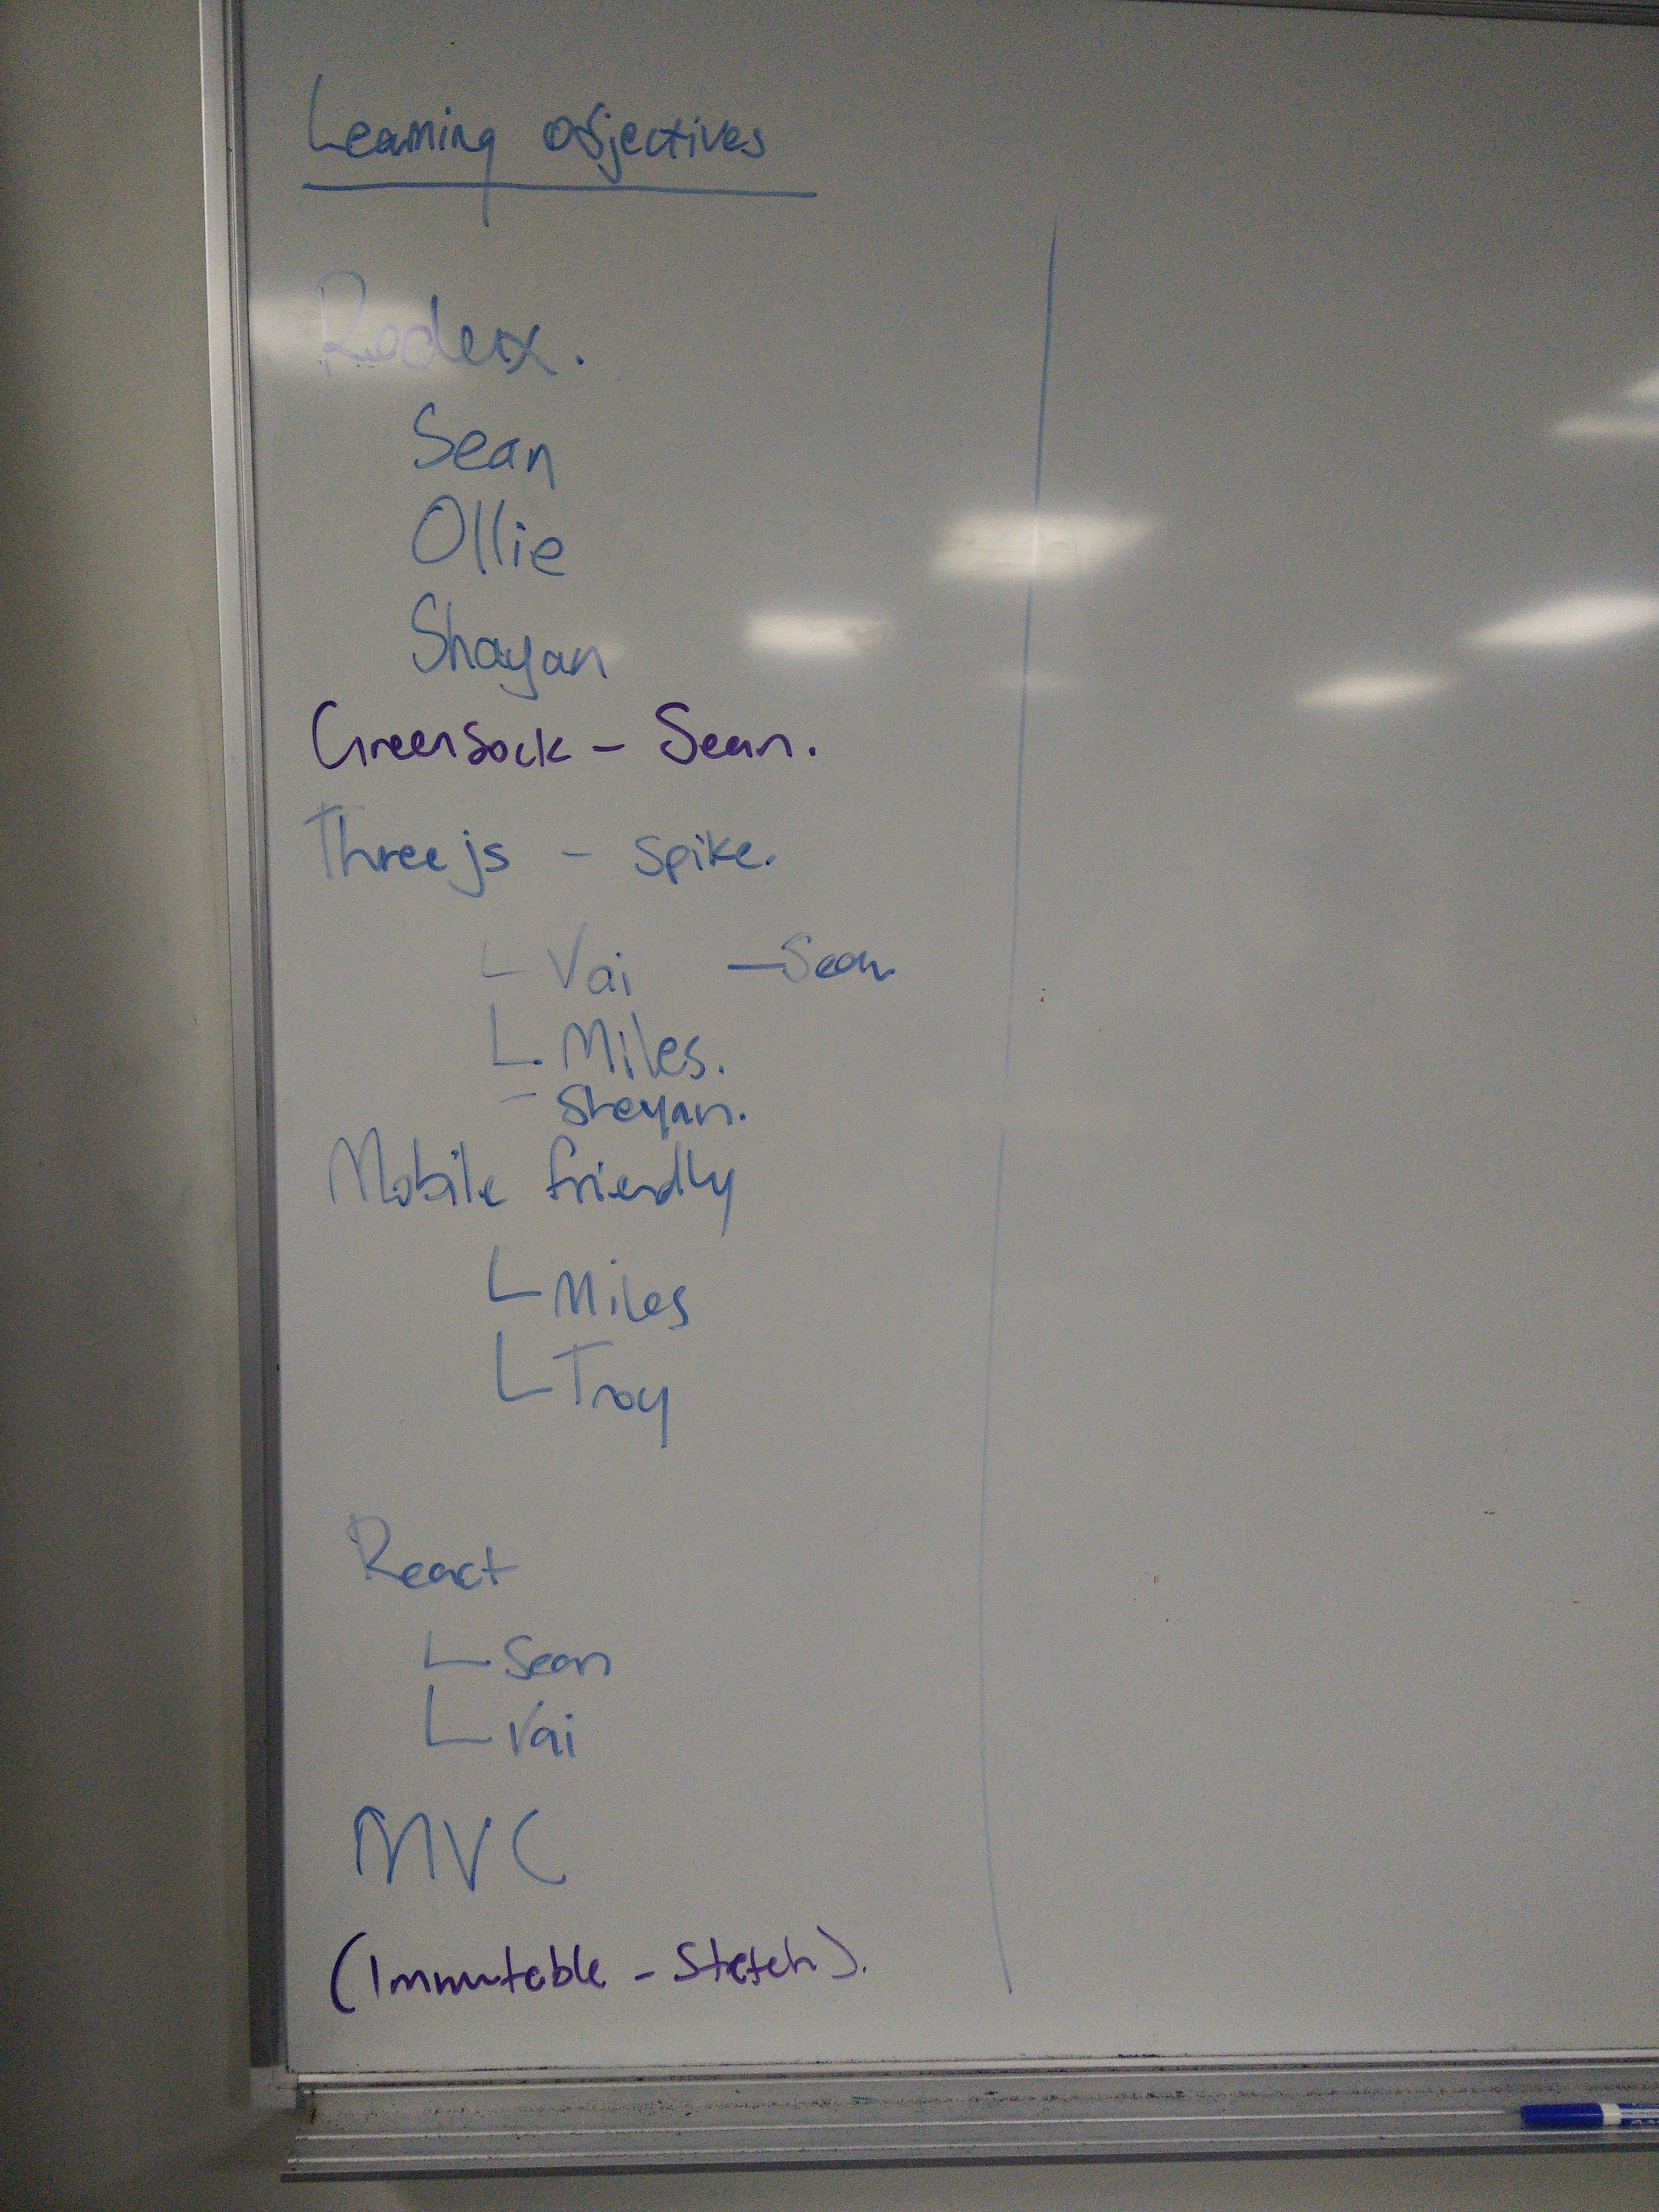 Learning objectives
Redux.
Sean
Ollie
Shayan
Greensock - Sean.
Threejs - spike.
Vai - Sean
Miles.
- Shayan.
Mobile friendly
Miles
Troy
React
Sean
Vai
MVC
(Immutable - Stretch).